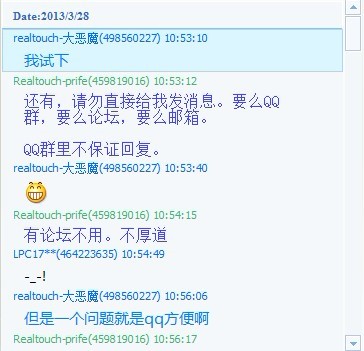 Date:2013/3/28
realtouch-大恶魔(498560227) 10:53:10
我试下
Realtouch-prife(459819016) 10:53:12
还有，请勿直接给我发消息。要么QQ
群，要么论坛，要么邮箱。
QQ群里不保证回复。
realtouch-大恶魔(498560227) 10:53:40
Realtouch-prife(459819016) 10:54:15
有论坛不用。不厚道
LPC17**(464223635) 10:54:49
-_-!
realtouch-大恶魔(498560227) 10:56:06
但是一个问题就是qq方便啊
Realtouch-prife(459819016) 10:56:17